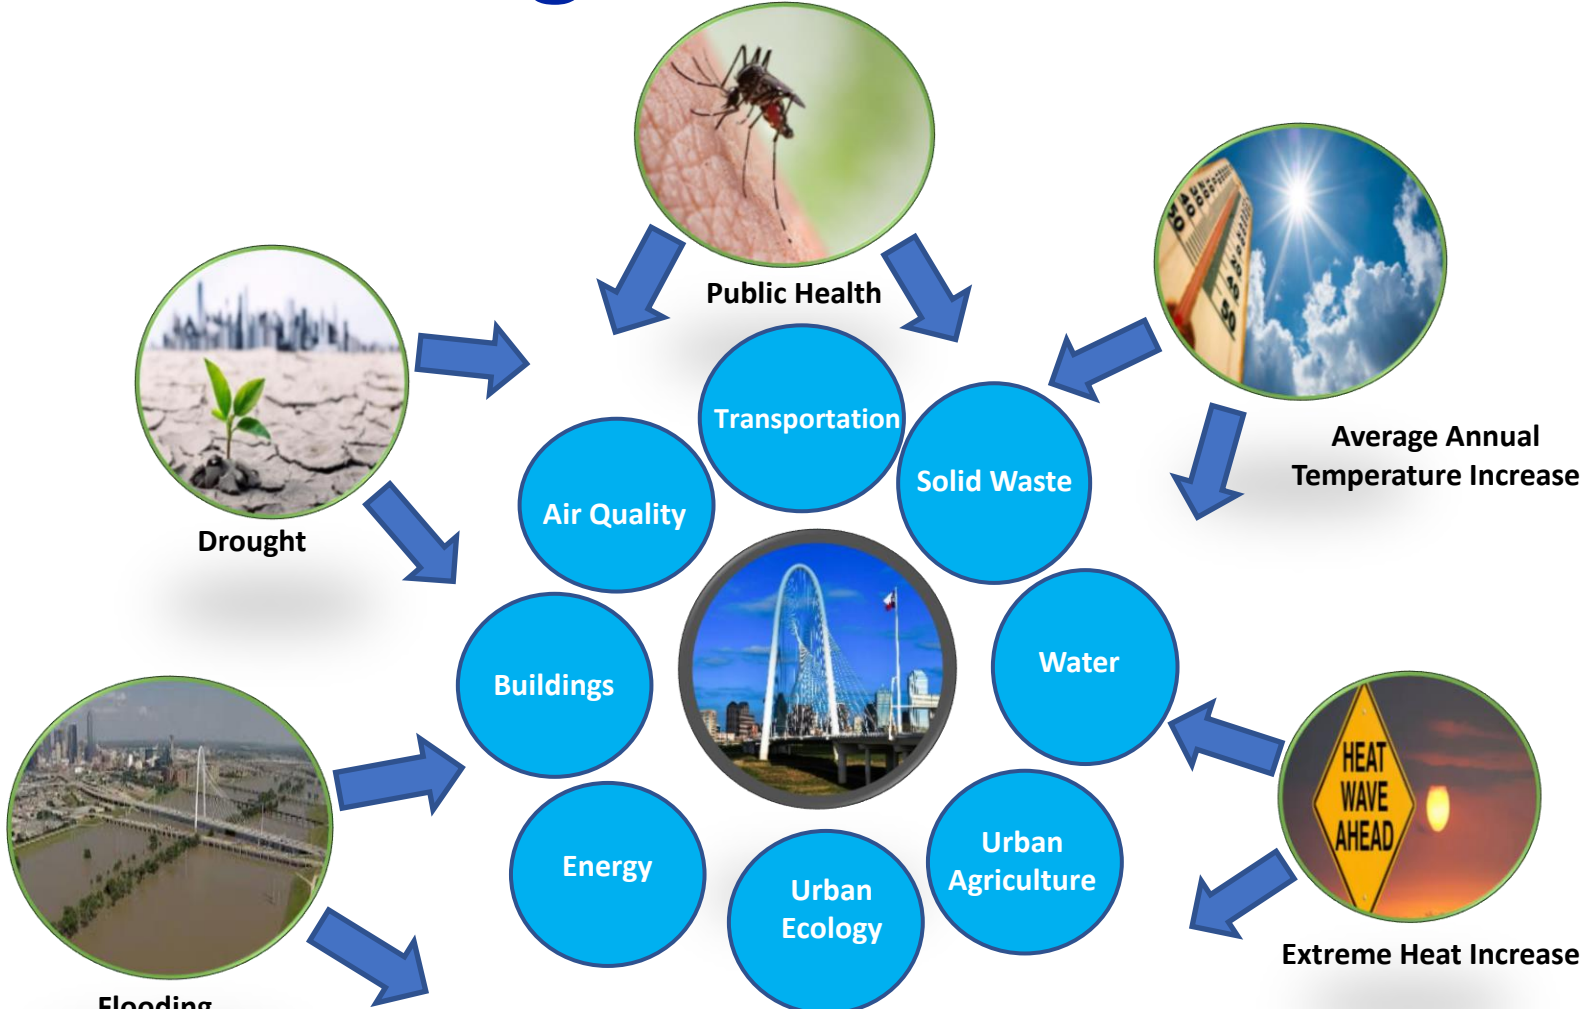 Public Health
Average Annual
Temperature Increase
Transportation
Solid Waste
Air Quality
Drought
Water
Buildings
HEAT
WAVE
AHEAD
Urban
Agriculture
Energy
Urban
Ecology
Extreme Heat Increase
Flooding